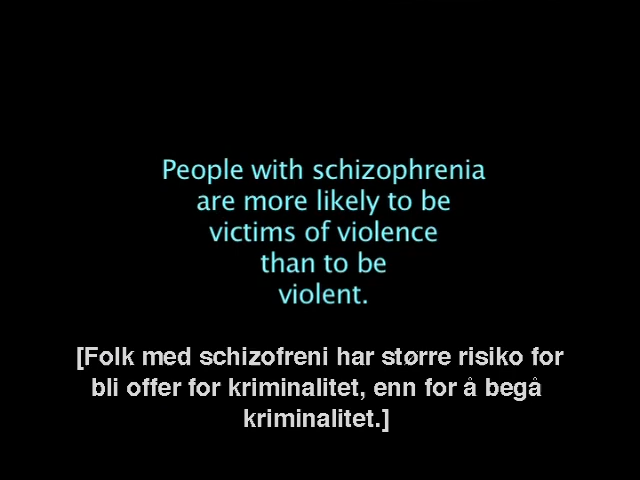 People with schizophrenia
are more likely to be
victims of violence
than to be
violent.
[Folk med schizofreni har større risiko for
bli offer for kriminalitet, enn for å begå
kriminalitet.]